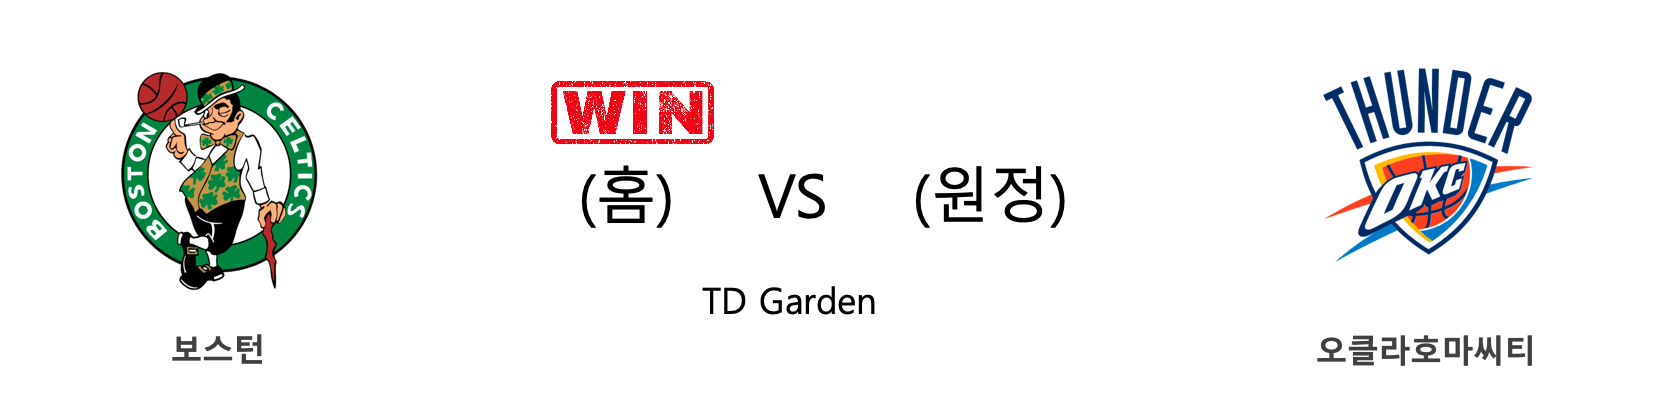 BOSTON CELTICS
WIN
(홈) VS (원정)
THUNDER
OKC
TD Garden
보스턴
오클라호마씨티